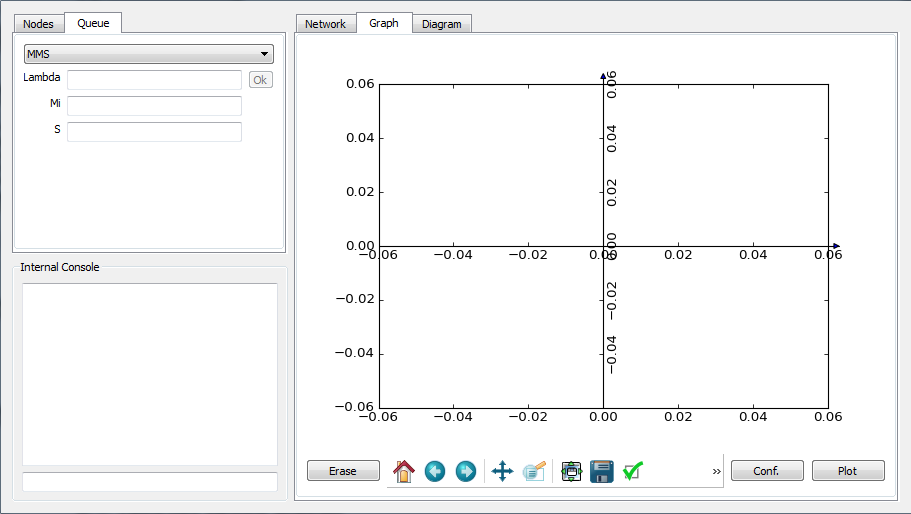 Nodes Queue
MMS
Lambda Ok
Mi
S
Internal Console
Network Graph Diagram
0.06
0.04
0.02
0.00
−0.02
−0.04
−0.06
0.06
0.04
0.02
0.00
−0.02
−0.04
−0.06 −0.04 −0.02 0.00 0.02 0.04 0.06
−0.06 −0.04 −0.02 0.00 0.02 0.04 0.06
Erase » Conf. Plot